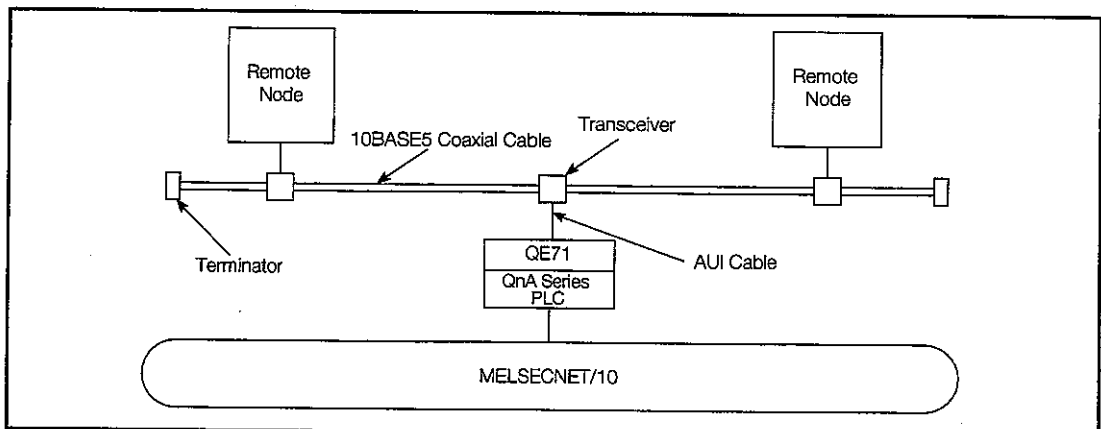 Remote
Node
Remote
Node
Transceiver
10BASE5 Coaxial Cable
Terminator
QE71
QnA Series
PLC
AUI Cable
MELSECNET/10